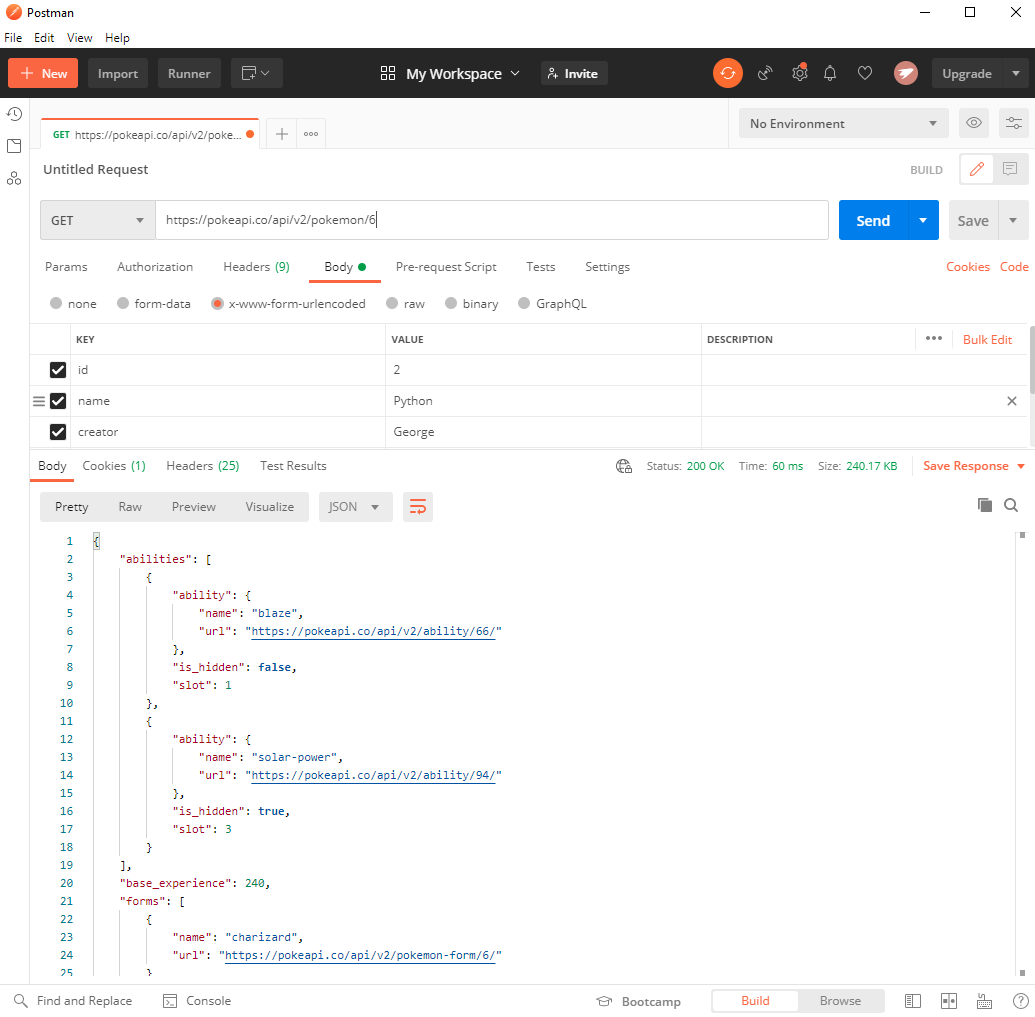 Postman
File Edit View Help
New Import Runner My Workspace Invite Upgrade
GET https://pokeapi.co/api/v2/poke... No Environment
Untitled Request BUILD
GET https://pokeapi.co/api/v2/pokemon/6 Send Save
Params Authorization Headers (9) Body Pre-request Script Tests Settings Cookies Code
none form-data x-www-form-urlencoded raw binary GraphQL
KEY VALUE DESCRIPTION Bulk Edit
id 2
name Python
creator George
Body Cookies (1) Headers (25) Test Results Status: 200 OK Time: 60 ms Size: 240.17 KB Save Response
Pretty Raw Preview Visualize JSON
1 {
2 "abilities": [
3 {
4 "ability": {
5 "name": "blaze",
6 "url": "https://pokeapi.co/api/v2/ability/66/"
7 },
8 "is_hidden": false,
9 "slot": 1
10 },
11 {
12 "ability": {
13 "name": "solar-power",
14 "url": "https://pokeapi.co/api/v2/ability/94/"
15 },
16 "is_hidden": true,
17 "slot": 3
18 }
19 ],
20 "base_experience": 240,
21 "forms": [
22 {
23 "name": "charizard",
24 "url": "https://pokeapi.co/api/v2/pokemon-form/6/"
25 }
Find and Replace Console Bootcamp Build Browse